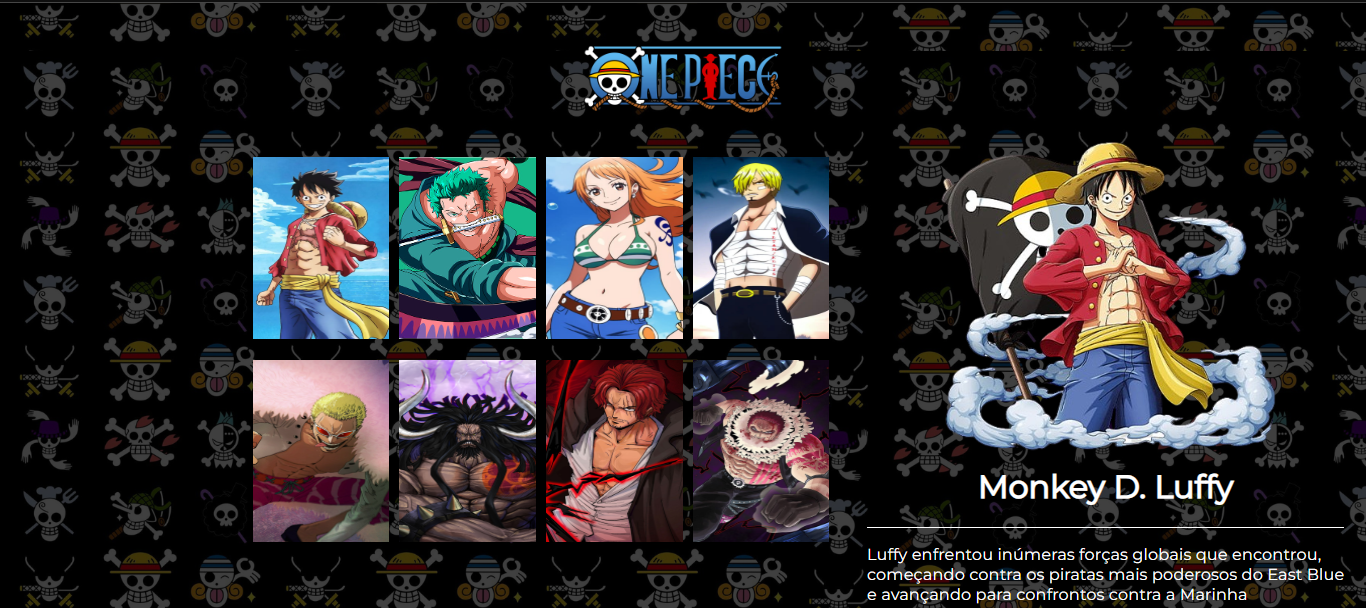 ONE PIECE
Monkey D. Luffy
Luffy enfrentou inúmeras forças globais que encontrou,
começando contra os piratas mais poderosos do East Blue
e avançando para confrontos contra a Marinha